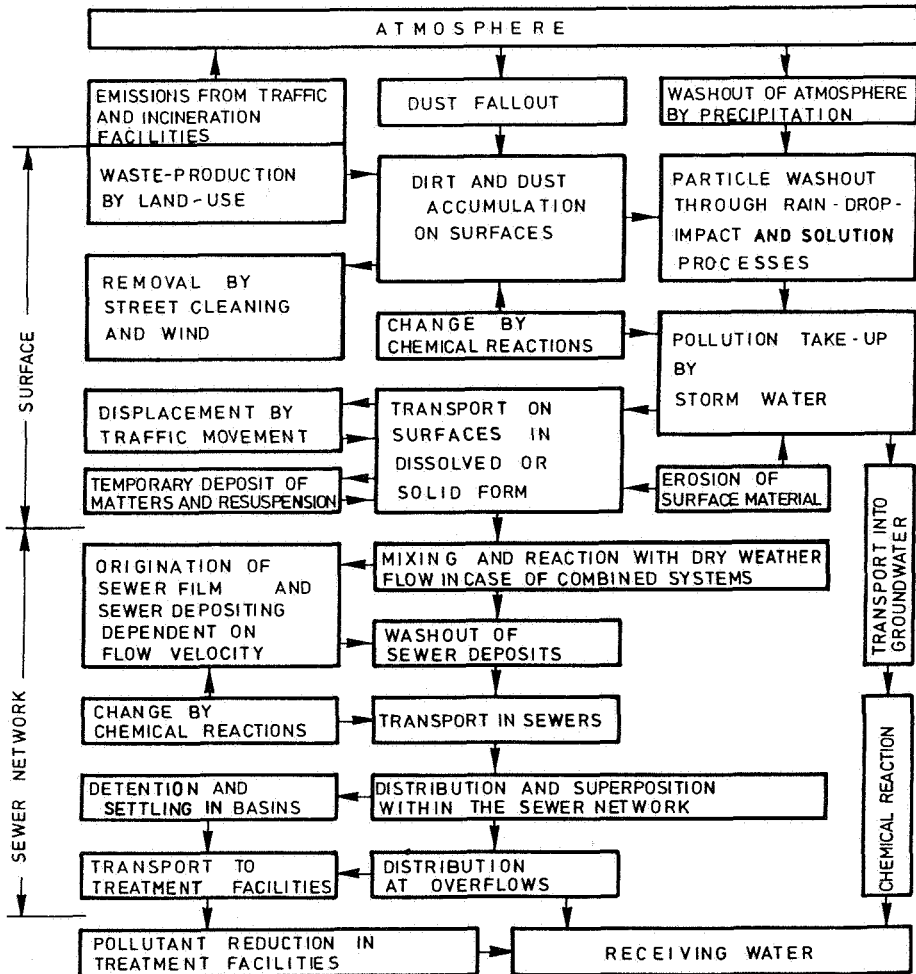 ATMOSPHERE
EMISSIONS FROM TRAFFIC
AND INCINERATION
FACILITIES
DUST FALLOUT
WASHOUT OF ATMOSPHERE
BY PRECIPITATION
SURFACE
WASTE-PRODUCTION
BY LAND-USE
DIRT AND DUST
ACCUMULATION
ON SURFACES
PARTICLE WASHOUT
THROUGH RAIN-DROP-
IMPACT AND SOLUTION
PROCESSES
REMOVAL BY
STREET CLEANING
AND WIND
CHANGE BY
CHEMICAL REACTIONS
POLLUTION TAKE-UP
BY
STORM WATER
DISPLACEMENT BY
TRAFFIC MOVEMENT
TRANSPORT ON
SURFACES IN
DISSOLVED OR
SOLID FORM
TEMPORARY DEPOSIT OF
MATTERS AND RESUSPENSION
EROSION OF
SURFACE MATERIAL
TRANSPORT INTO
GROUNDWATER
SEWER NETWORK
ORIGINATION OF
SEWER FILM AND
SEWER DEPOSITING
DEPENDENT ON
FLOW VELOCITY
MIXING AND REACTION WITH DRY WEATHER
FLOW IN CASE OF COMBINED SYSTEMS
WASHOUT OF
SEWER DEPOSITS
CHANGE BY
CHEMICAL REACTIONS
TRANSPORT IN SEWERS
CHEMICAL REACTION
DETENTION AND
SETTLING IN BASINS
DISTRIBUTION AND SUPERPOSITION
WITHIN THE SEWER NETWORK
TRANSPORT TO
TREATMENT FACILITIES
DISTRIBUTION
AT OVERFLOWS
POLLUTANT REDUCTION IN
TREATMENT FACILITIES
RECEIVING WATER